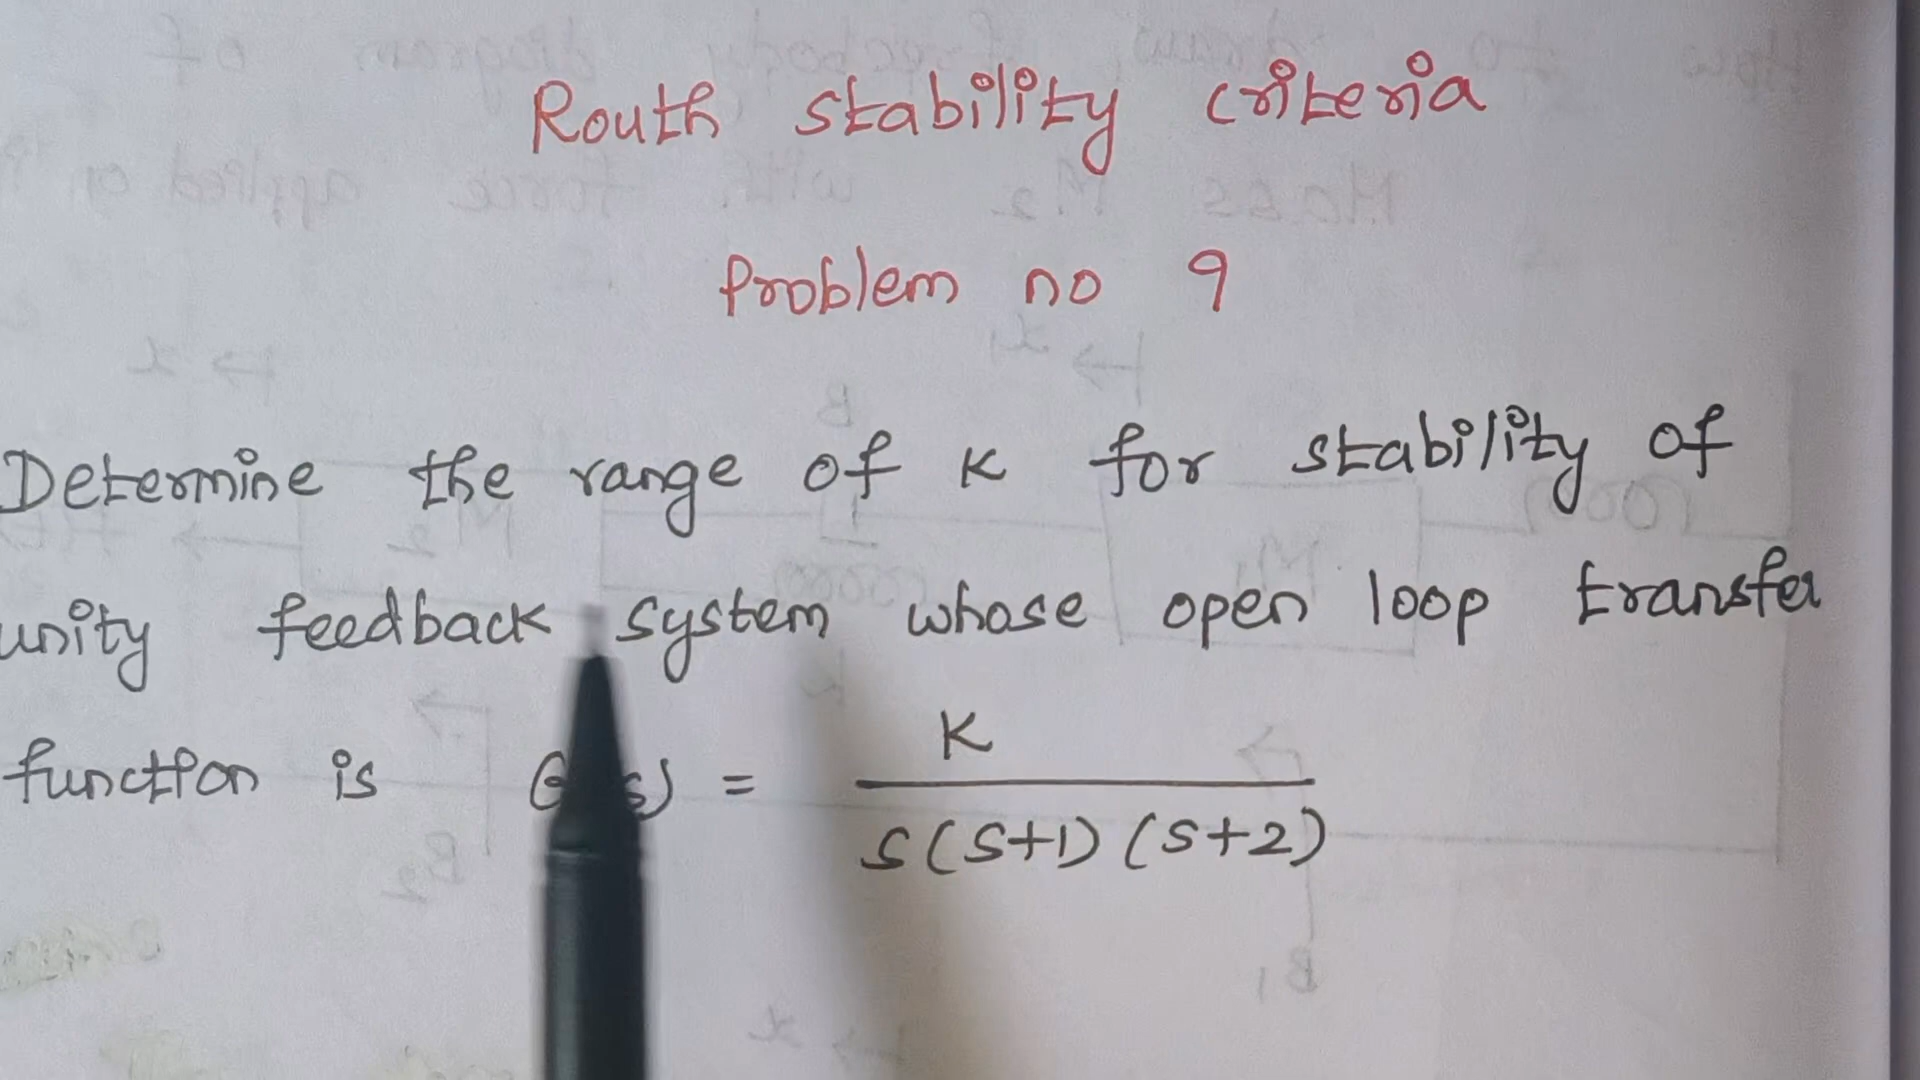 Routh stability criteria
Problem no 9
Determine the range of K for stability of
unity feedback system whose open loop transfer
function is G(s) = K
s(s+1)(s+2)